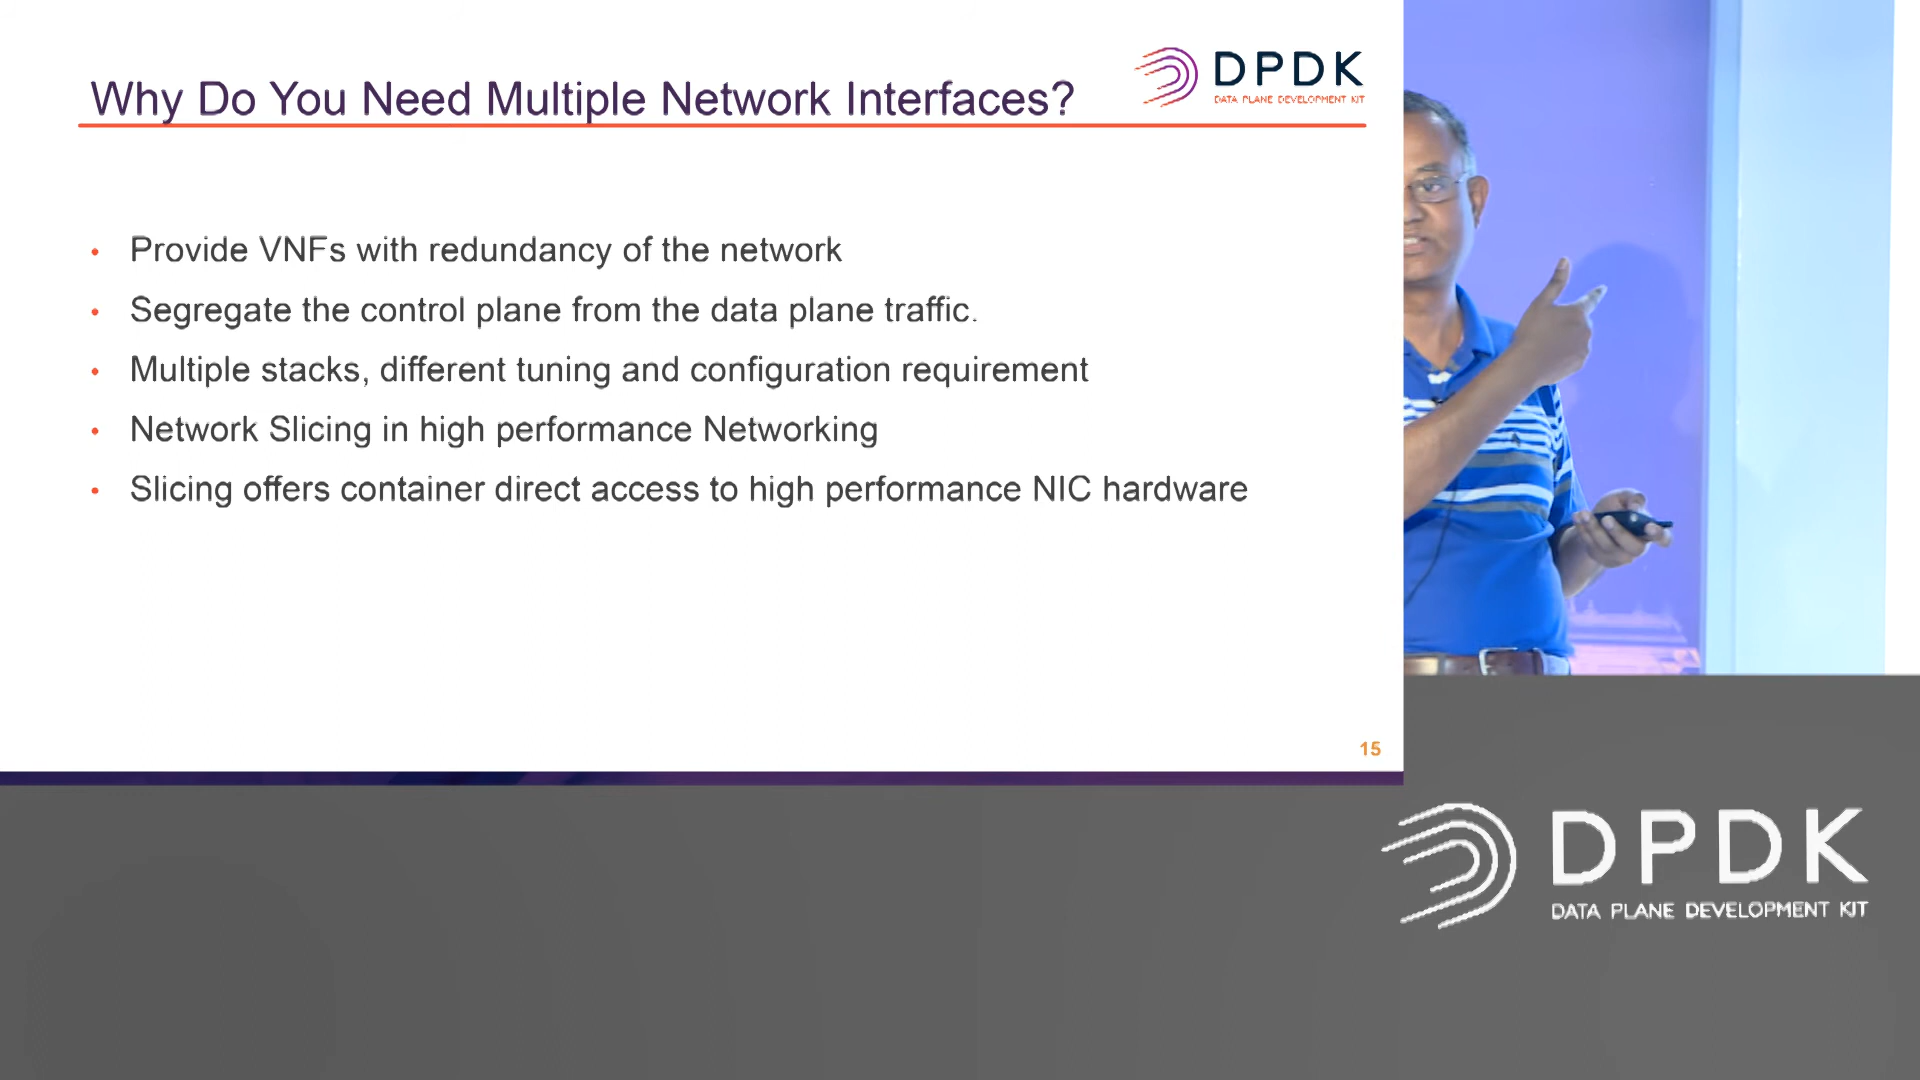 Why Do You Need Multiple Network Interfaces?
DPDK
DATA PLANE DEVELOPMENT KIT
• Provide VNFs with redundancy of the network
• Segregate the control plane from the data plane traffic.
• Multiple stacks, different tuning and configuration requirement
• Network Slicing in high performance Networking
• Slicing offers container direct access to high performance NIC hardware
15
DPDK
DATA PLANE DEVELOPMENT KIT